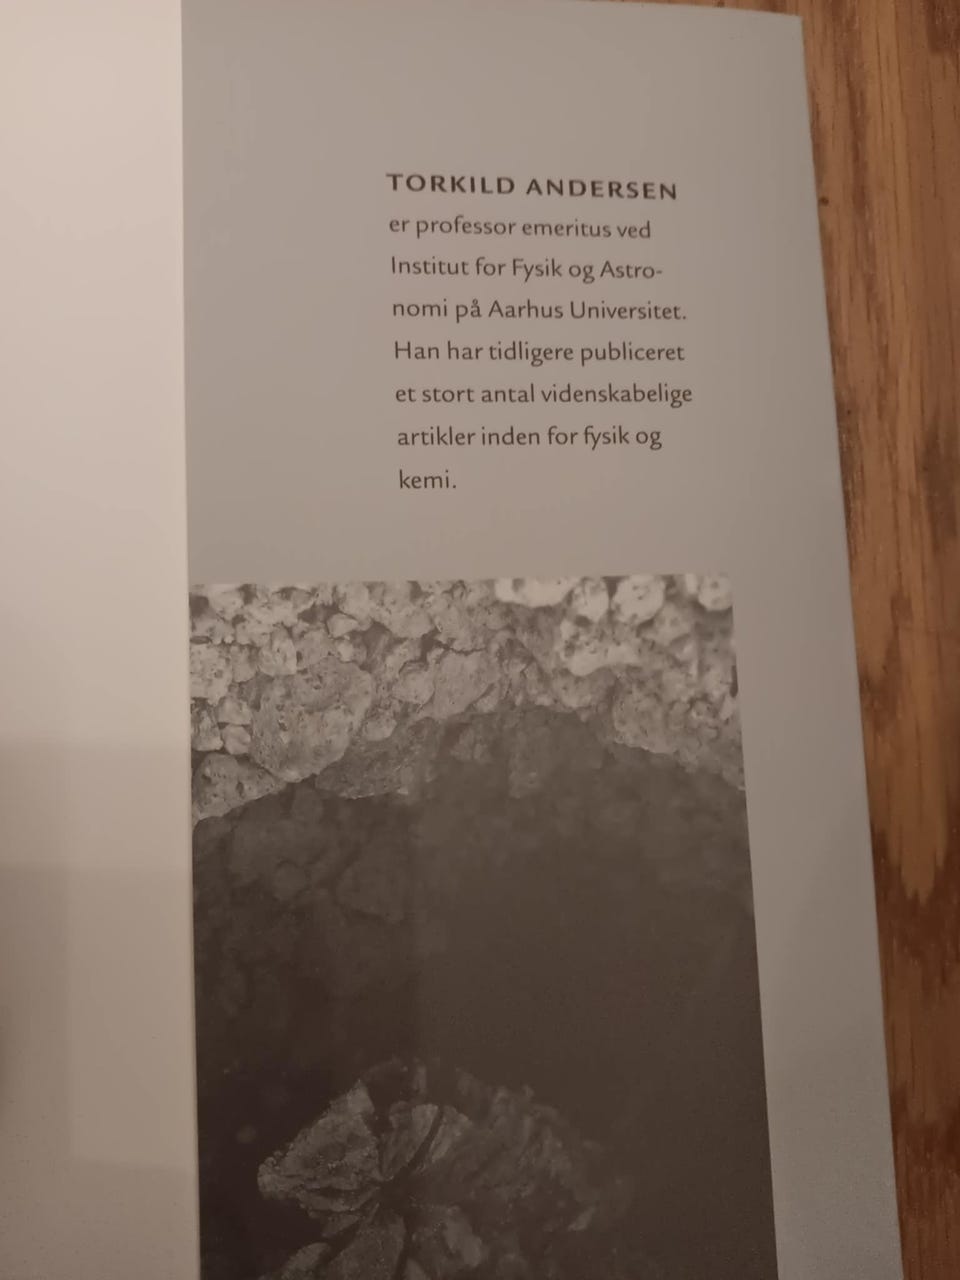 TORKILD ANDERSEN
er professor emeritus ved
Institut for Fysik og Astro-
nomi på Aarhus Universitet.
Han har tidligere publiceret
et stort antal videnskabelige
artikler inden for fysik og
kemi.